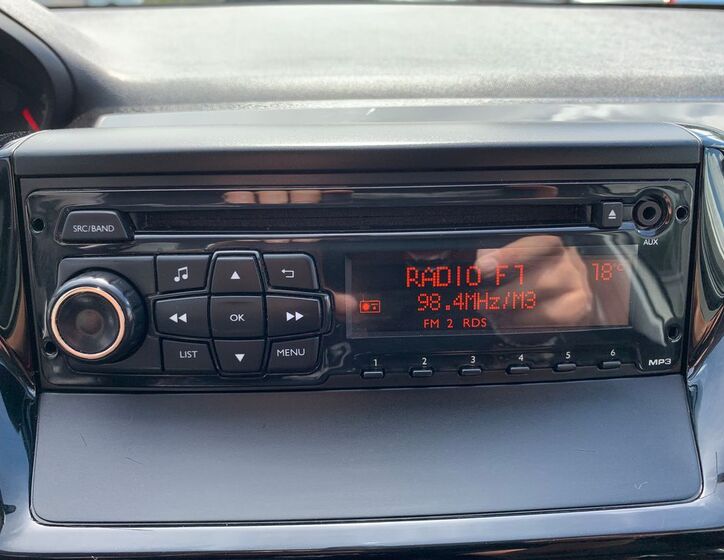 SRC/BAND
AUX
LIST
OK
MENU
RADIO F7 18°
98.4MHz/M3
FM 2 RDS
1 2 3 4 5 6
MP3